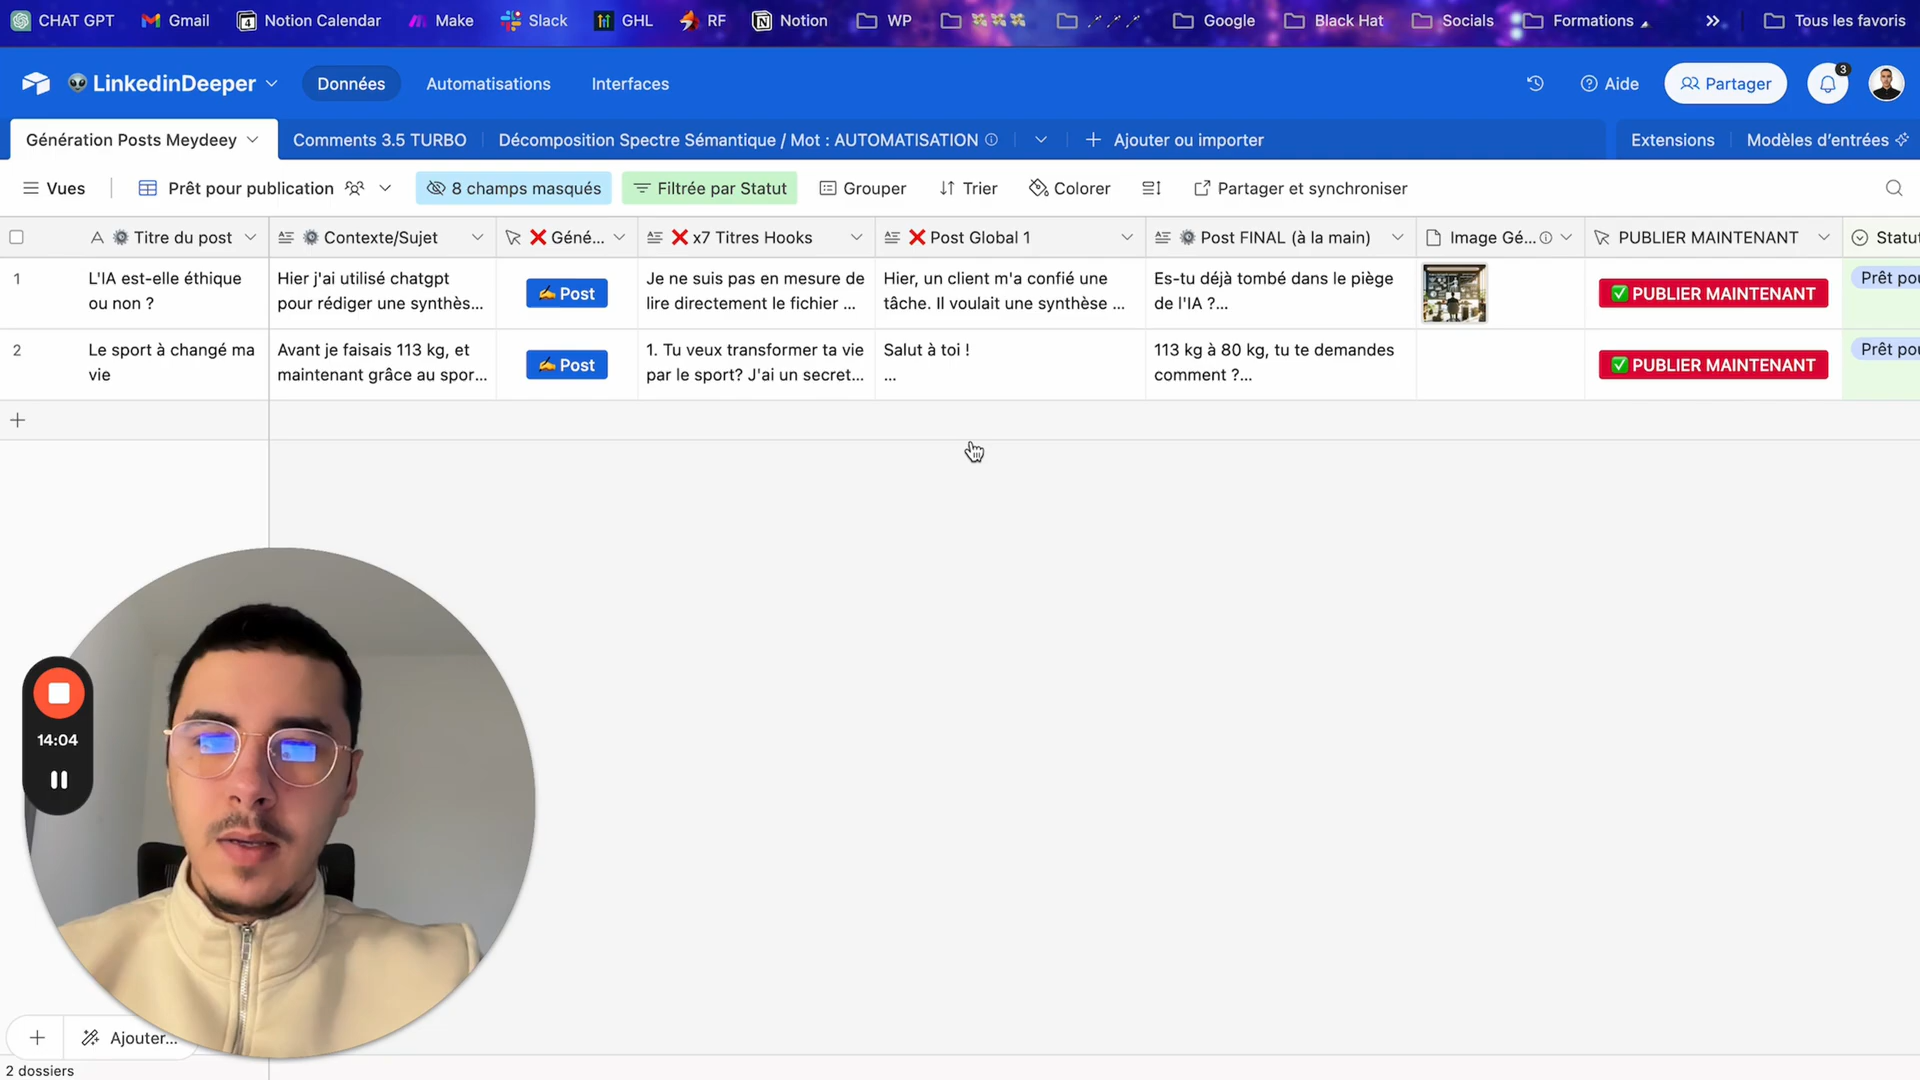 CHAT GPT Gmail Notion Calendar Make Slack GHL RF Notion WP Google Black Hat Socials Formations Tous les favoris
LinkedinDeeper Données Automatisations Interfaces Aide Partager 3
Génération Posts Meydeey Comments 3.5 TURBO Décomposition Spectre Sémantique / Mot : AUTOMATISATION Ajouter ou importer Extensions Modèles d'entrées
Vues Prêt pour publication 8 champs masqués Filtrée par Statut Grouper Trier Colorer Partager et synchroniser
Titre du post Contexte/Sujet Géné... x7 Titres Hooks Post Global 1 Post FINAL (à la main) Image Gé... PUBLIER MAINTENANT Statu
1 L'IA est-elle éthique ou non ?
Hier j'ai utilisé chatgpt
pour rédiger une synthès...
Post
Je ne suis pas en mesure de
lire directement le fichier ...
Hier, un client m'a confié une
tâche. Il voulait une synthèse ...
Es-tu déjà tombé dans le piège
de l'IA ?...
PUBLIER MAINTENANT
Prêt pou
2 Le sport à changé ma
vie
Avant je faisais 113 kg, et
maintenant grâce au spor...
Post
1. Tu veux transformer ta vie
par le sport? J'ai un secret...
Salut à toi !
...
113 kg à 80 kg, tu te demandes
comment ?...
PUBLIER MAINTENANT
Prêt pou
14:04
Ajouter...
2 dossiers